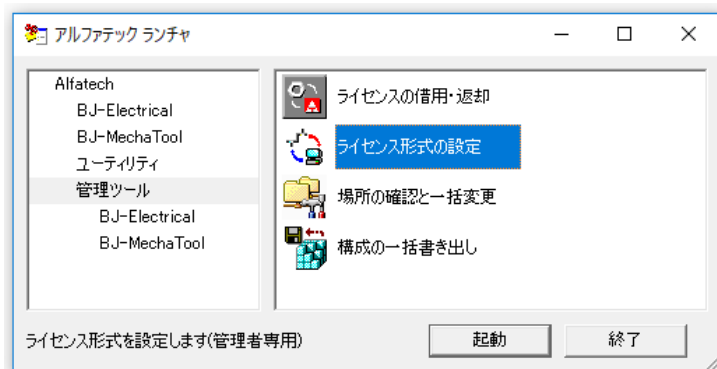 アルファテック ランチャ
Alfatech
BJ-Electrical
BJ-MechaTool
ユーティリティ
管理ツール
BJ-Electrical
BJ-MechaTool
ライセンスの借用・返却
ライセンス形式の設定
場所の確認と一括変更
構成の一括書き出し
ライセンス形式を設定します(管理者専用)
起動
終了